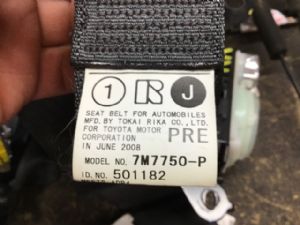 1 R J
SEAT BELT FOR AUTOMOBILES
MFD. BY TOKAI RIKA CO., LTD.
FOR TOYOTA MOTOR
CORPORATION PRE
IN JUNE 2008
MODEL NO. 7M7750-P
ID. NO. 501182